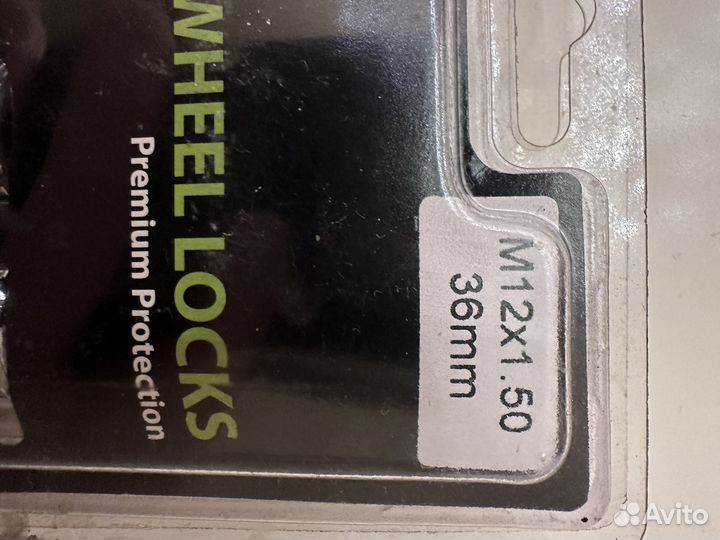 WHEEL LOCKS
Premium Protection
M12x1.50
36mm
Avito